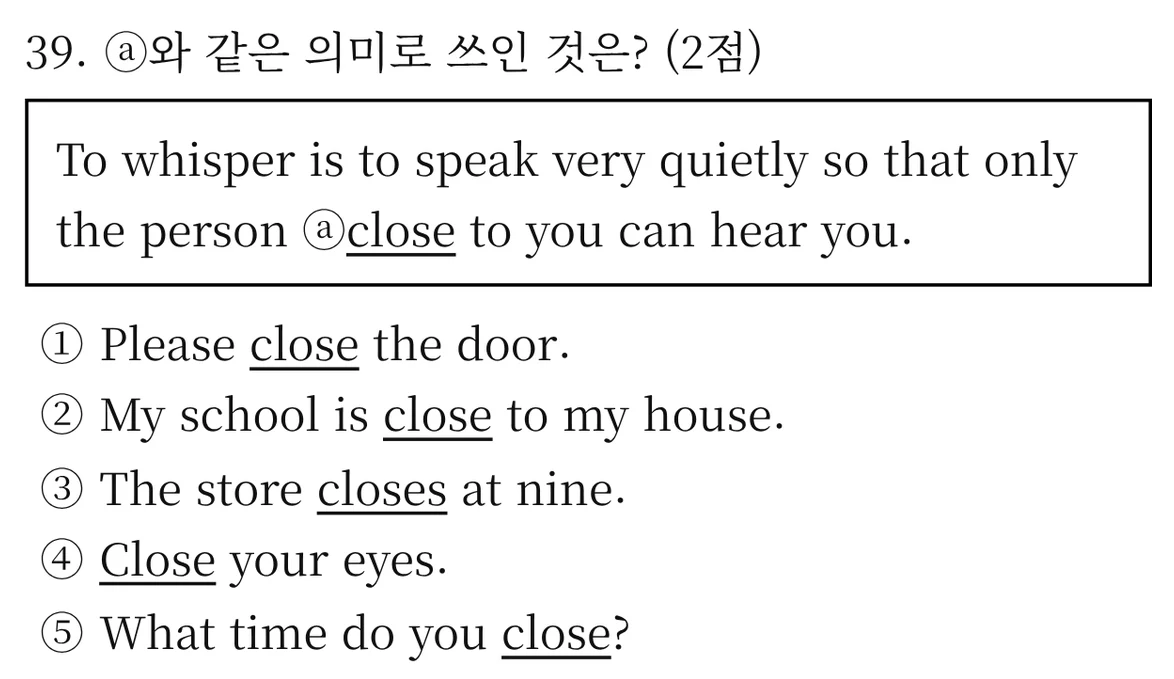 39. ⓐ와 같은 의미로 쓰인 것은? (2점)
To whisper is to speak very quietly so that only
the person ⓐclose to you can hear you.
① Please close the door.
② My school is close to my house.
③ The store closes at nine.
④ Close your eyes.
⑤ What time do you close?